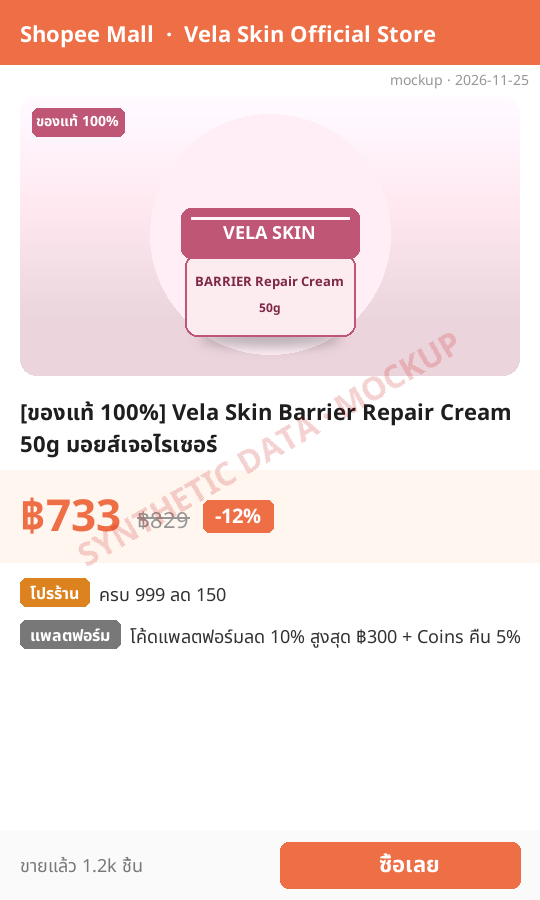 Shopee Mall · Vela Skin Official Store
mockup · 2026-11-25
ของแท้ 100%
VELA SKIN
BARRIER Repair Cream
50g
[ของแท้ 100%] Vela Skin Barrier Repair Cream
50g มอยส์เจอไรเซอร์
SYNTHETIC DATA · MOCKUP
฿733 ฿829 -12%
โปรร้าน ครบ 999 ลด 150
แพลตฟอร์ม โค้ดแพลตฟอร์มลด 10% สูงสุด ฿300 + Coins คืน 5%
ขายแล้ว 1.2k ชิ้น
ซื้อเลย